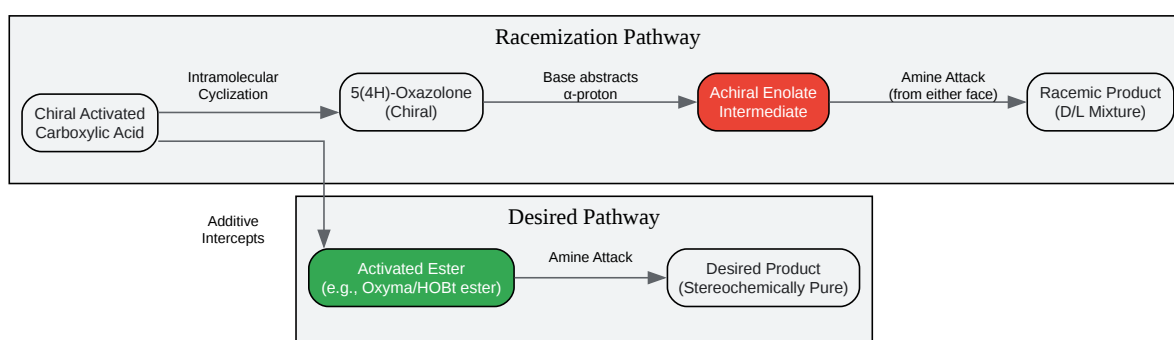 Racemization Pathway
Intramolecular
Cyclization
Base abstracts
α-proton
Amine Attack
(from either face)
Chiral Activated
Carboxylic Acid
5(4H)-Oxazolone
(Chiral)
Achiral Enolate
Intermediate
Racemic Product
(D/L Mixture)
Additive
Intercepts
Desired Pathway
Activated Ester
(e.g., Oxyma/HOBt ester)
Amine Attack
Desired Product
(Stereochemically Pure)